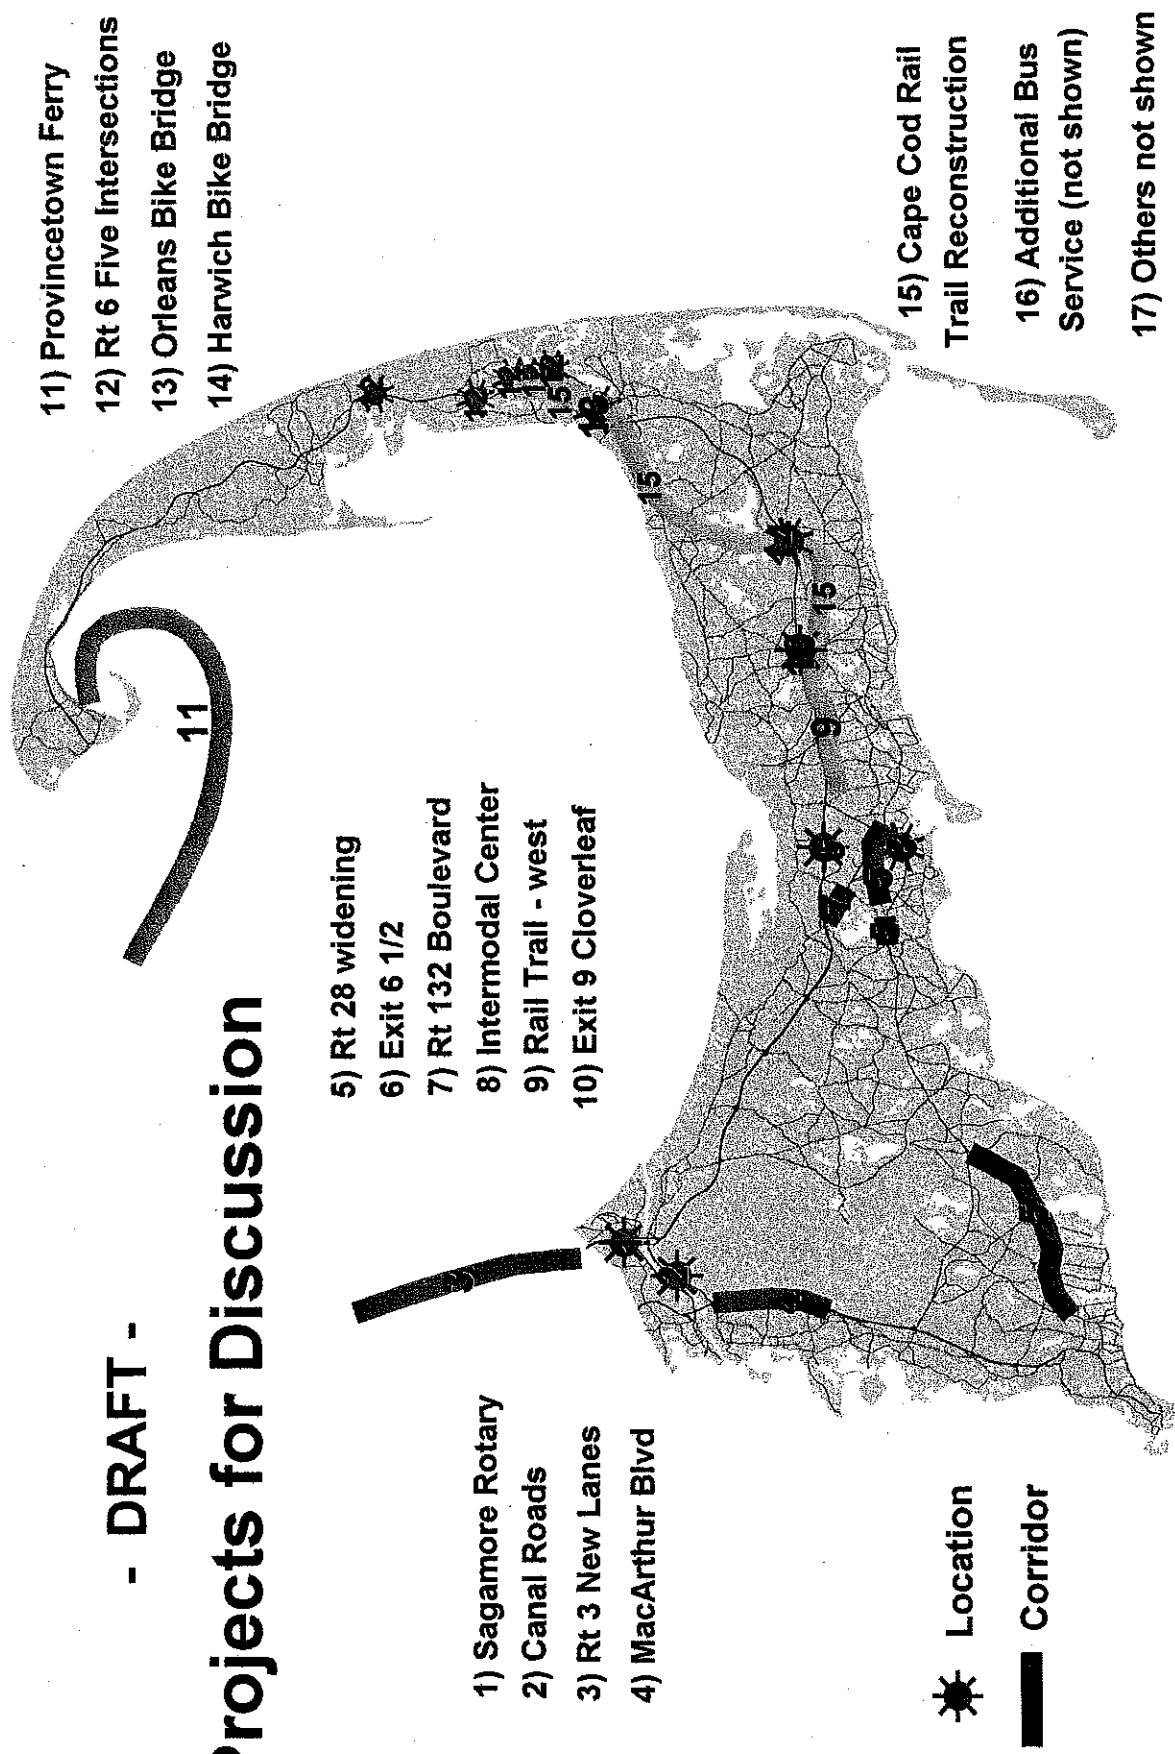 - DRAFT -
Projects for Discussion
1) Sagamore Rotary
2) Canal Roads
3) Rt 3 New Lanes
4) MacArthur Blvd
5) Rt 28 widening
6) Exit 6 1/2
7) Rt 132 Boulevard
8) Intermodal Center
9) Rail Trail - west
10) Exit 9 Cloverleaf
11) Provincetown Ferry
12) Rt 6 Five Intersections
13) Orleans Bike Bridge
14) Harwich Bike Bridge
15) Cape Cod Rail
Trail Reconstruction
16) Additional Bus
Service (not shown)
17) Others not shown
11
3
9
15
15
15
12
12
Location
Corridor